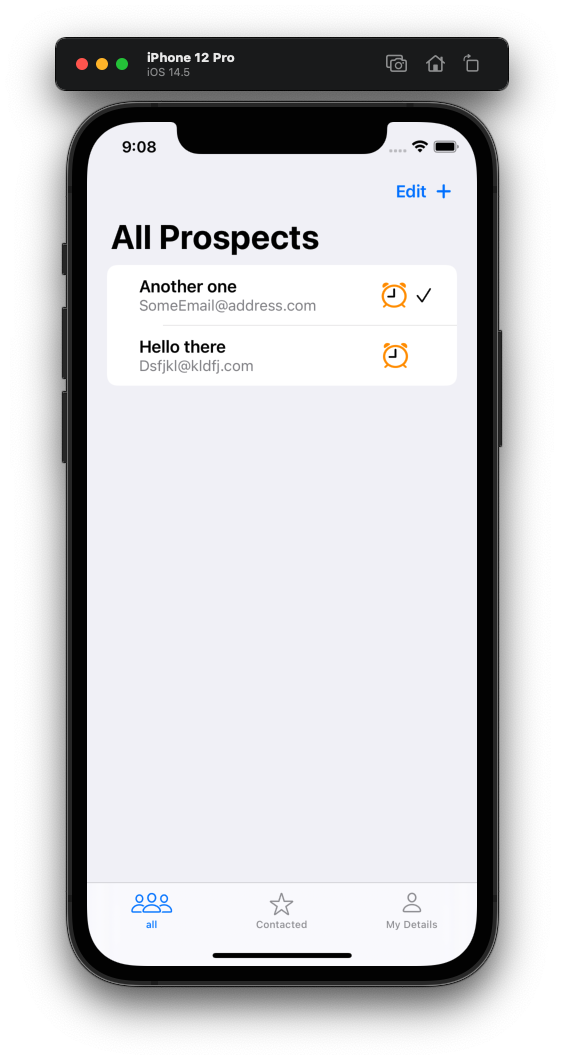 iPhone 12 Pro
iOS 14.5
9:08
Edit +
All Prospects
Another one
SomeEmail@address.com
Hello there
Dsfjkl@kldfj.com
all
Contacted
My Details